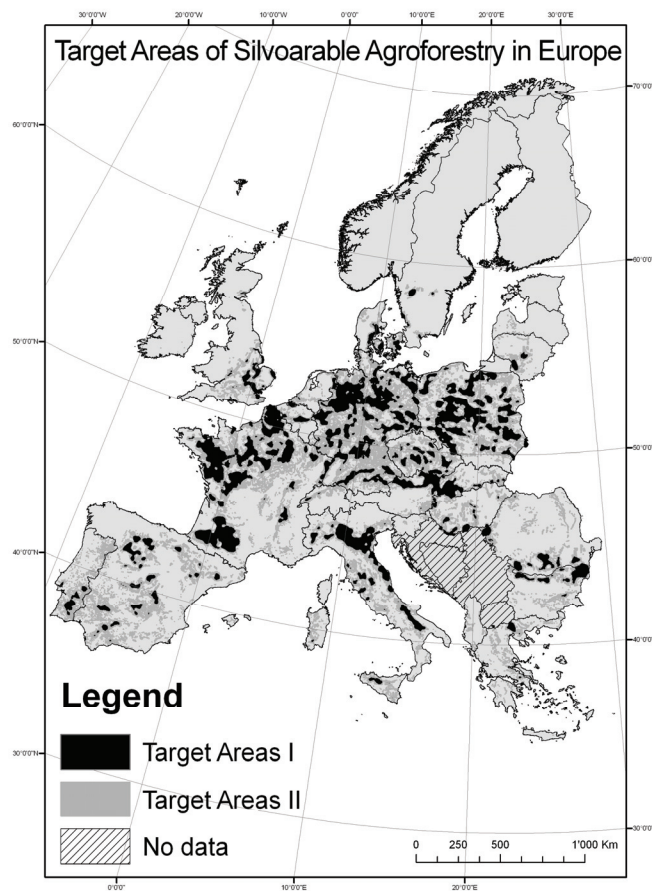 30°0'0"W 20°0'0"W 10°0'0"W 0°0'0" 10°0'0"E 20°0'0"E 30°0'0"E
Target Areas of Silvoarable Agroforestry in Europe
70°0'0"N
60°0'0"N
60°0'0"N
50°0'0"N
50°0'0"N
40°0'0"N
40°0'0"N
Legend
Target Areas I
30°0'0"N
Target Areas II
30°0'0"N
No data
0 250 500 1'000 Km
0°0'0" 10°0'0"E 20°0'0"E